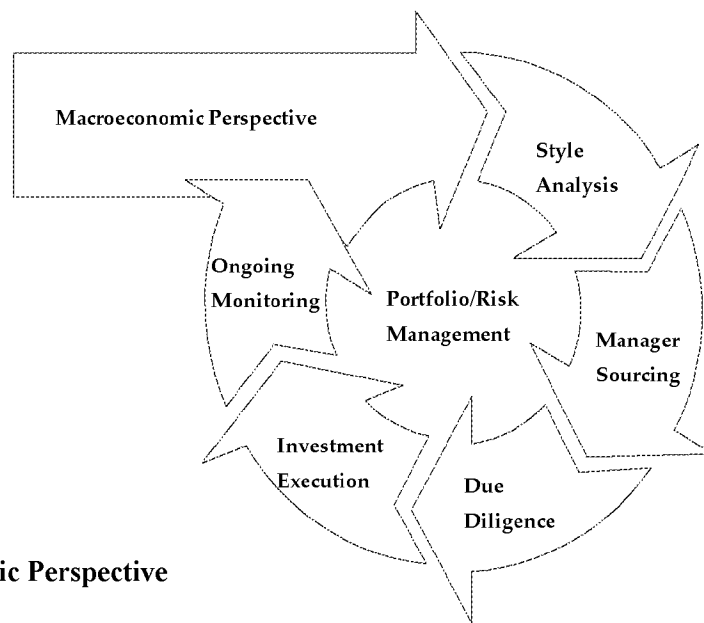 Macroeconomic Perspective
Style
Analysis
Ongoing
Monitoring
Portfolio/Risk
Management
Manager
Sourcing
Investment
Execution
Due
Diligence
ic Perspective